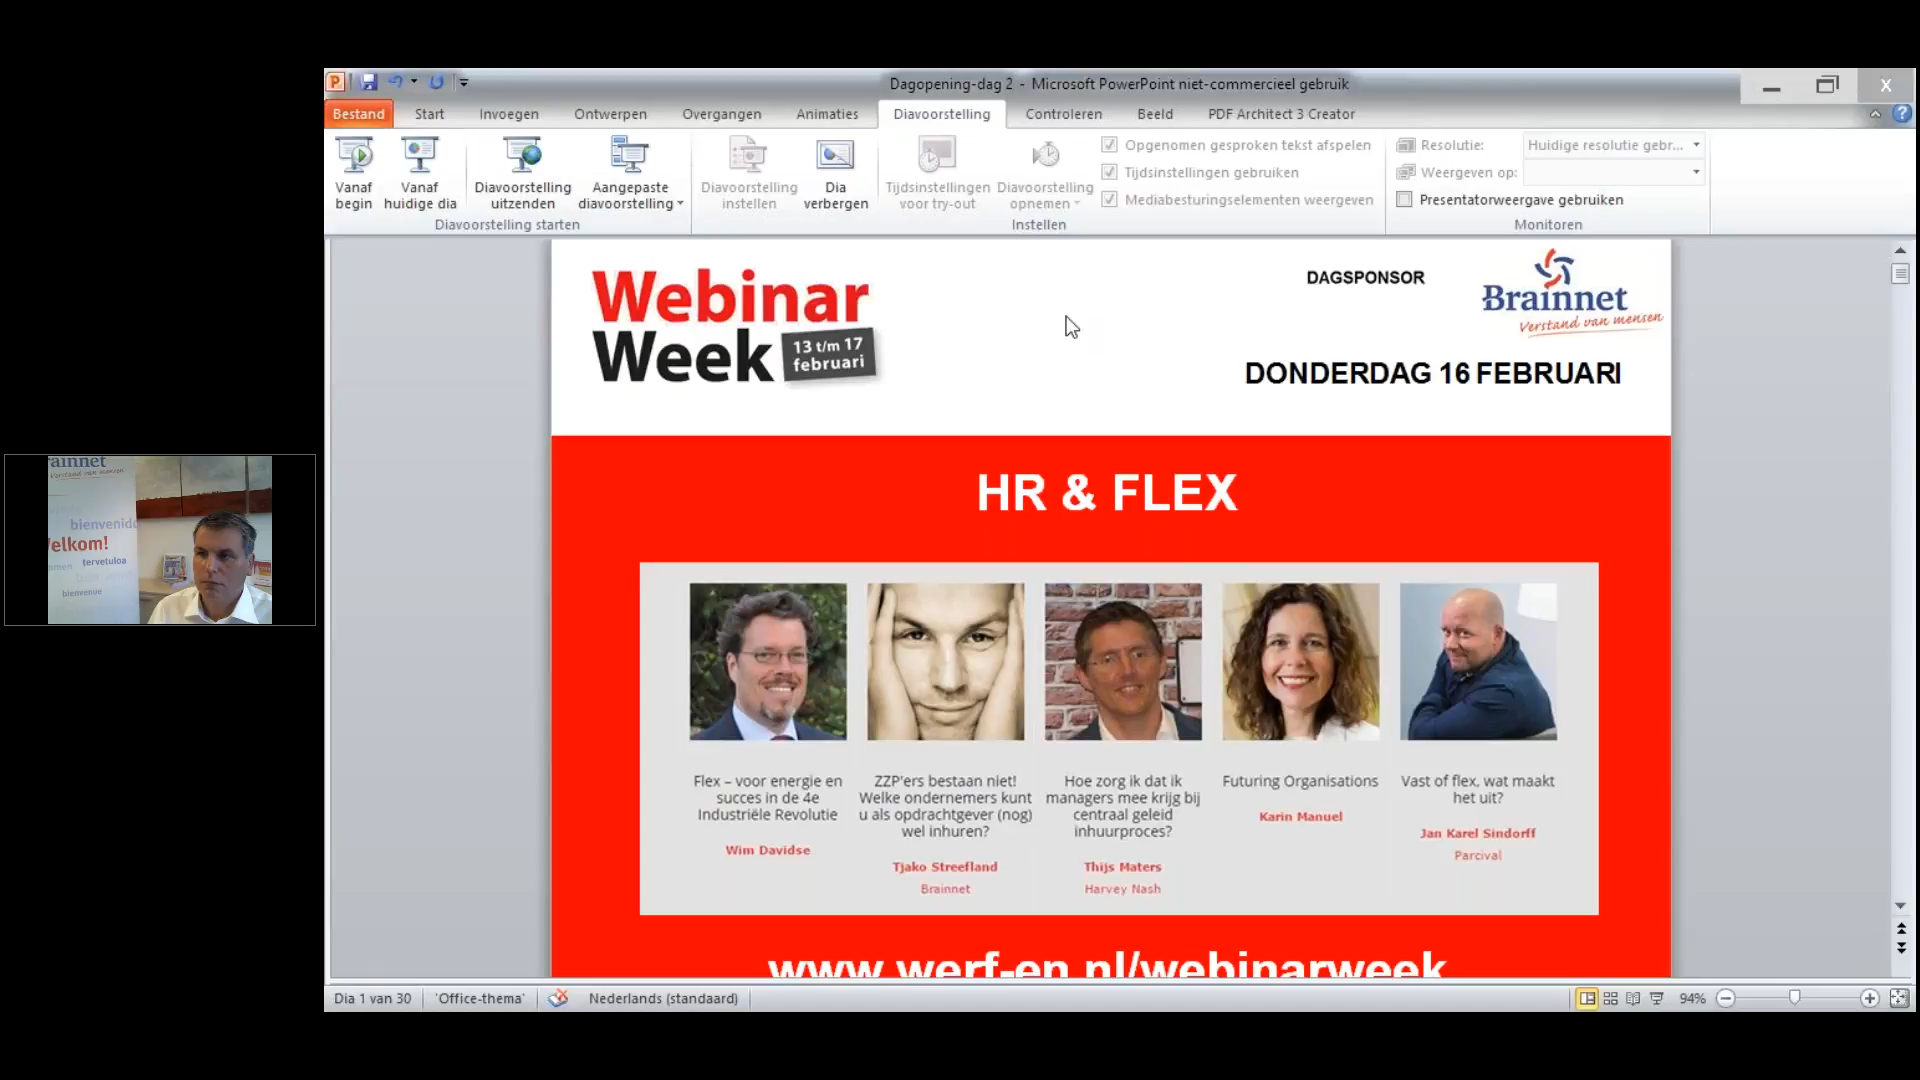 Dagopening-dag 2 - Microsoft PowerPoint niet-commercieel gebruik
Bestand Start Invoegen Ontwerpen Overgangen Animaties Diavoorstelling Controleren Beeld PDF Architect 3 Creator
Vanaf begin
Vanaf huidige dia
Diavoorstelling uitzenden
Aangepaste diavoorstelling
Diavoorstelling starten
Diavoorstelling instellen
Dia verbergen
Tijdsinstellingen voor try-out
Diavoorstelling opnemen
Opgenomen gesproken tekst afspelen
Tijdsinstellingen gebruiken
Mediabesturingselementen weergeven
Instellen
Resolutie: Huidige resolutie gebr...
Weergeven op:
Presentatorweergave gebruiken
Monitoren
Webinar
Week
13 t/m 17
februari
DAGSPONSOR
Brainnet
Verstand van mensen
DONDERDAG 16 FEBRUARI
HR & FLEX
Flex – voor energie en
succes in de 4e
Industriële Revolutie
Wim Davidse
ZZP'ers bestaan niet!
Welke ondernemers kunt
u als opdrachtgever (nog)
wel inhuren?
Tjako Streefland
Brainnet
Hoe zorg ik dat ik
managers mee krijg bij
centraal geleid
inhuurproces?
Thijs Maters
Harvey Nash
Futuring Organisations
Karin Manuel
Vast of flex, wat maakt
het uit?
Jan Karel Sindorff
Parcival
www.werf-en.nl/webinarweek
Dia 1 van 30 'Office-thema' Nederlands (standaard) 94%
ainnet
Verstand van mensen
bienvenid
elkom!
tervetuloa
bienvenue